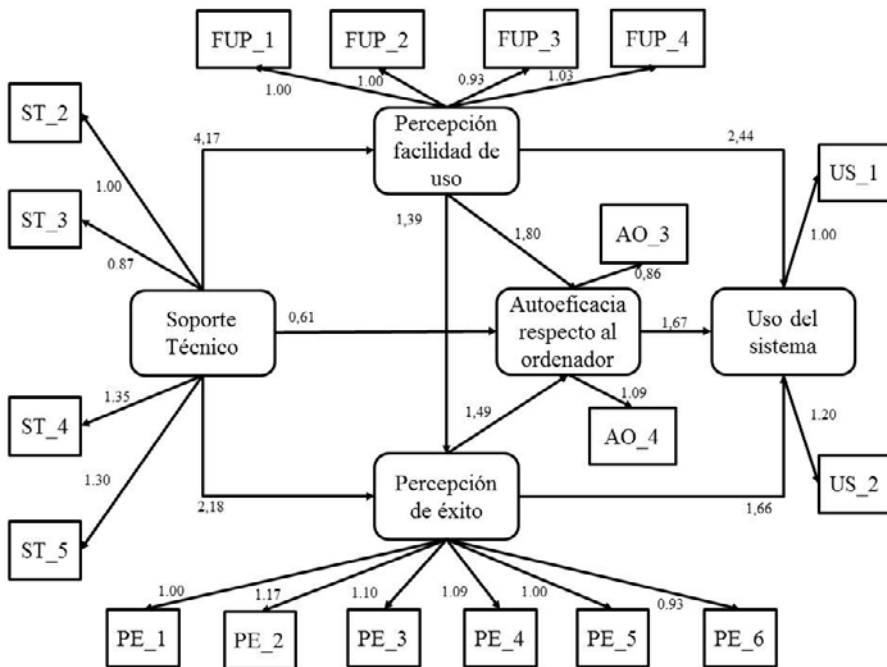 FUP_1
FUP_2
FUP_3
FUP_4
1.00
1.00
0.93
1.03
ST_2
ST_3
1.00
0.87
4,17
Percepción
facilidad de
uso
2,44
US_1
1.00
1,39
1,80
AO_3
0,86
Soporte
Técnico
0,61
Autoeficacia
respecto al
ordenador
1,67
Uso del
sistema
ST_4
ST_5
1.35
1.30
2,18
1,49
1.09
AO_4
1.20
US_2
Percepción
de éxito
1,66
1.00
1.17
1.10
1.09
1.00
0.93
PE_1
PE_2
PE_3
PE_4
PE_5
PE_6